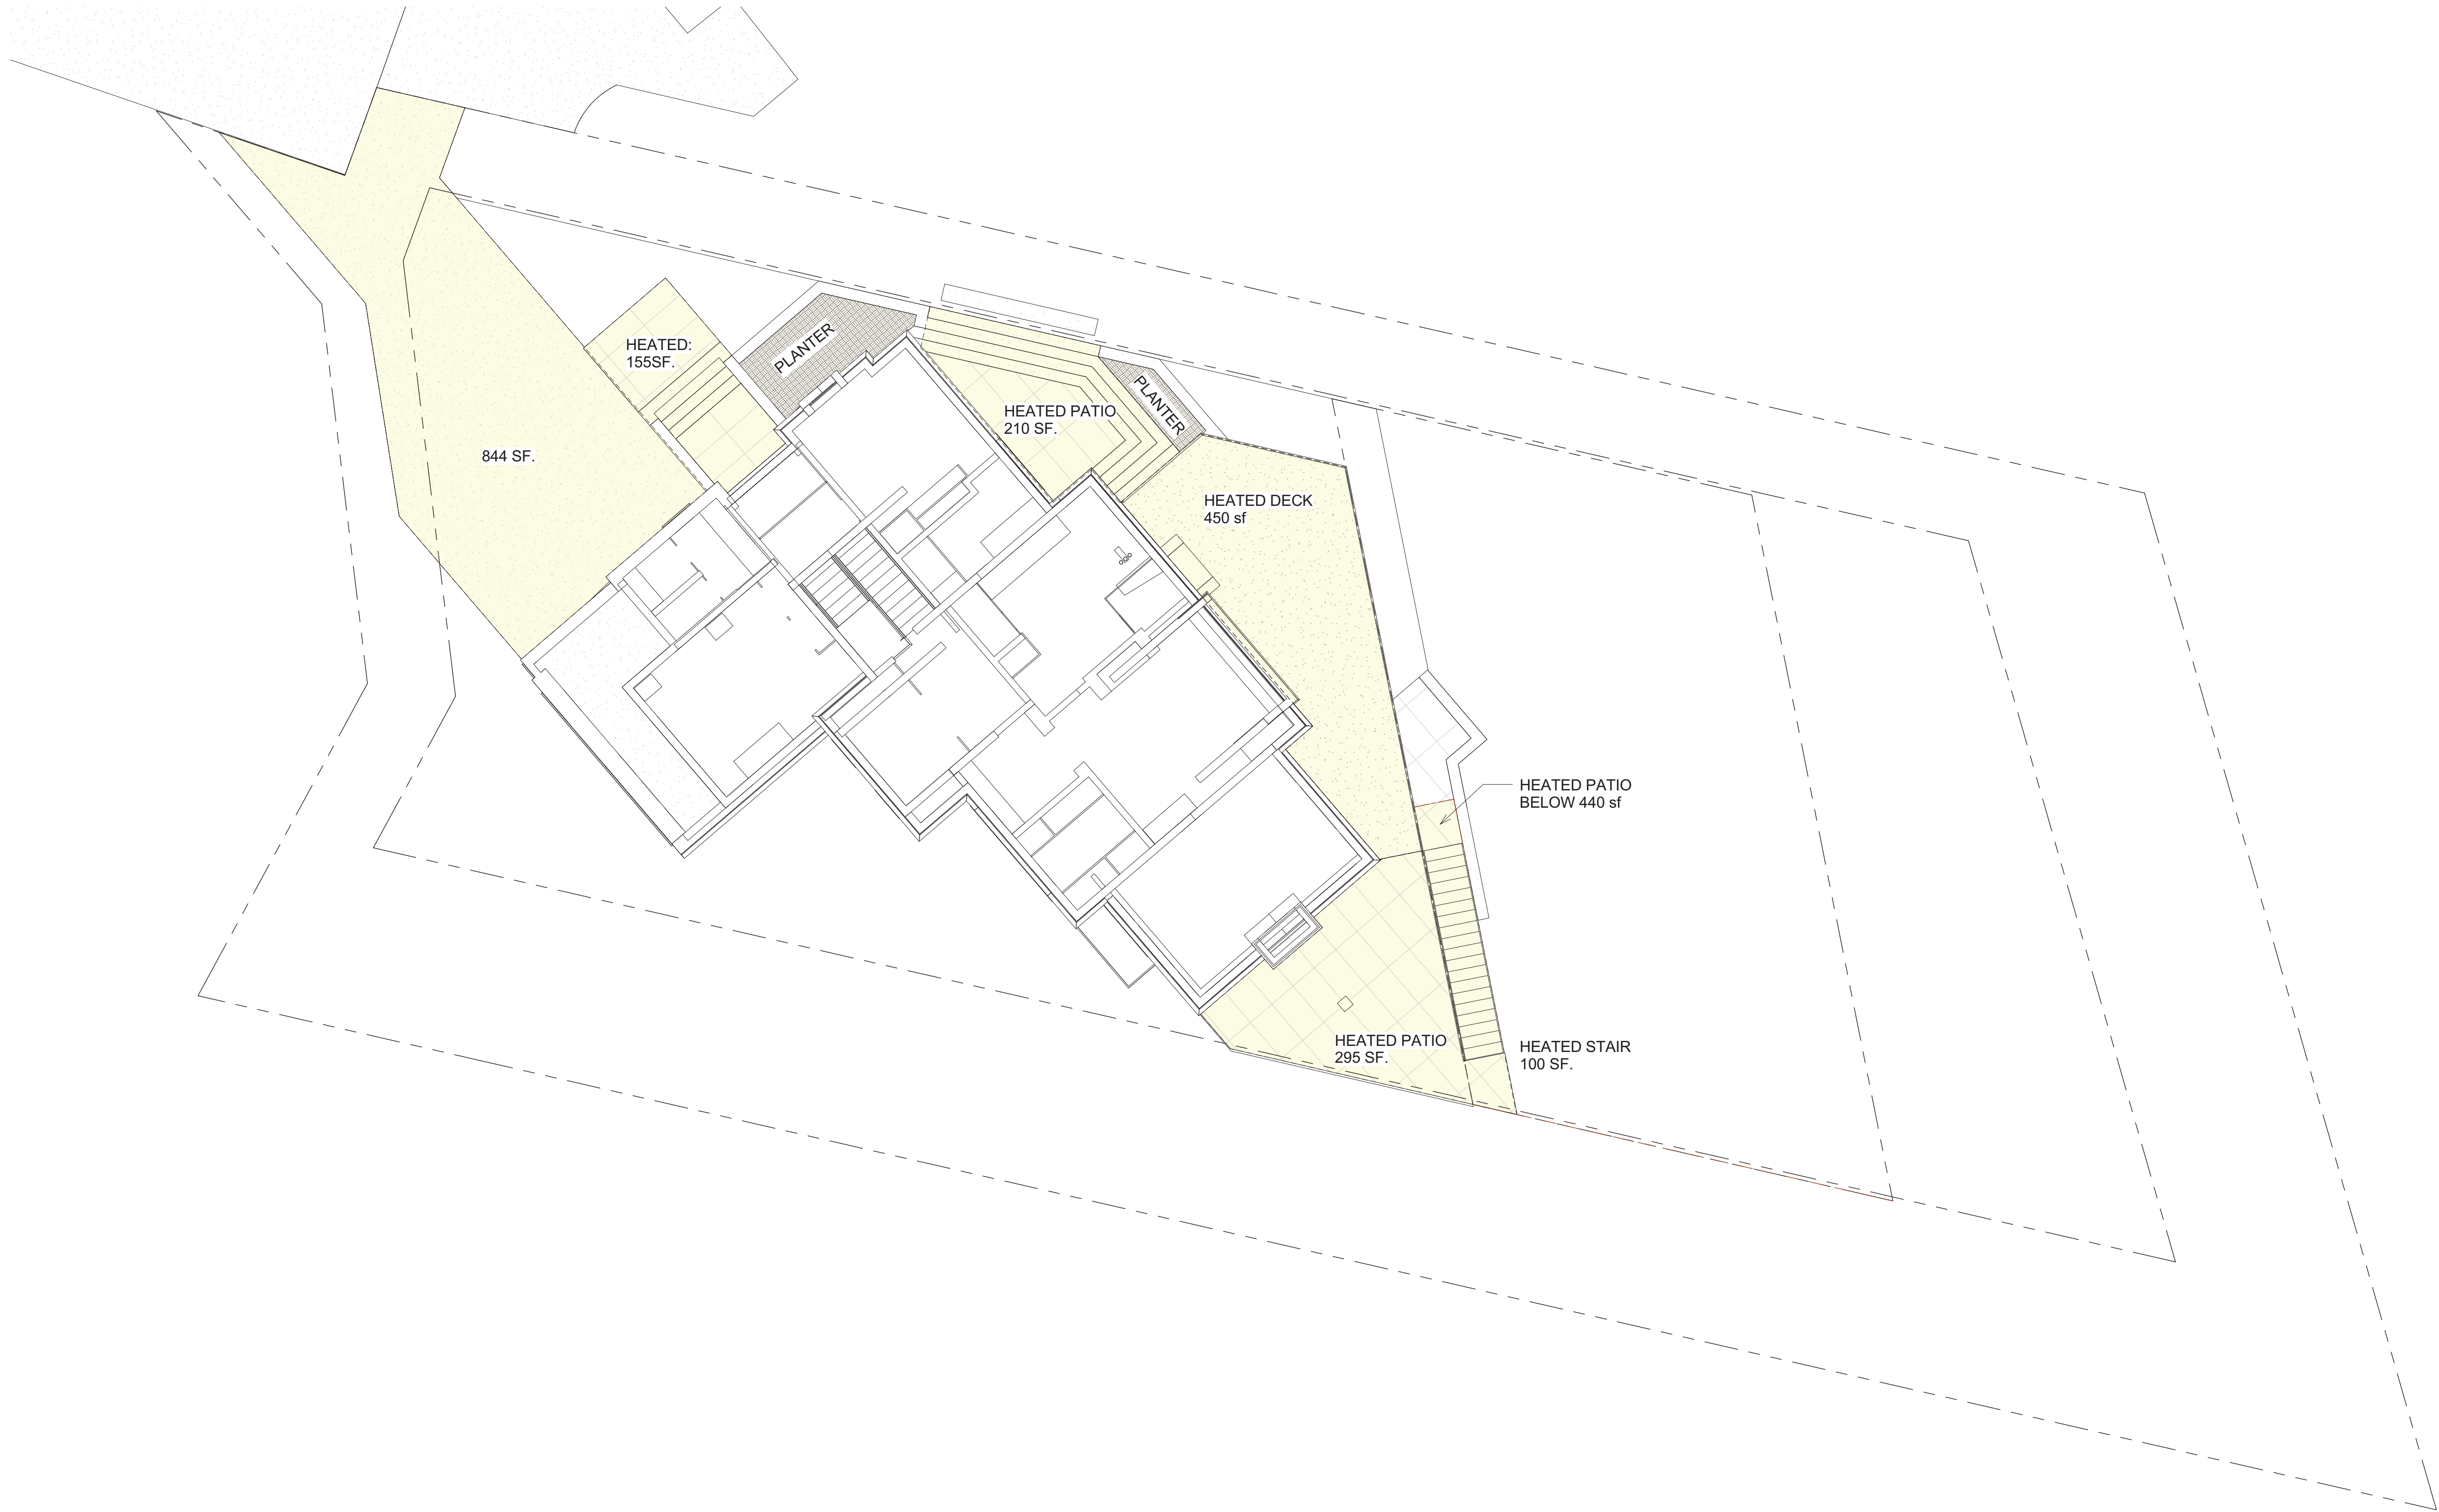 HEATED:
155SF.
PLANTER
HEATED PATIO
210 SF.
PLANTER
844 SF.
HEATED DECK
450 sf
HEATED PATIO
BELOW 440 sf
HEATED PATIO
295 SF.
HEATED STAIR
100 SF.